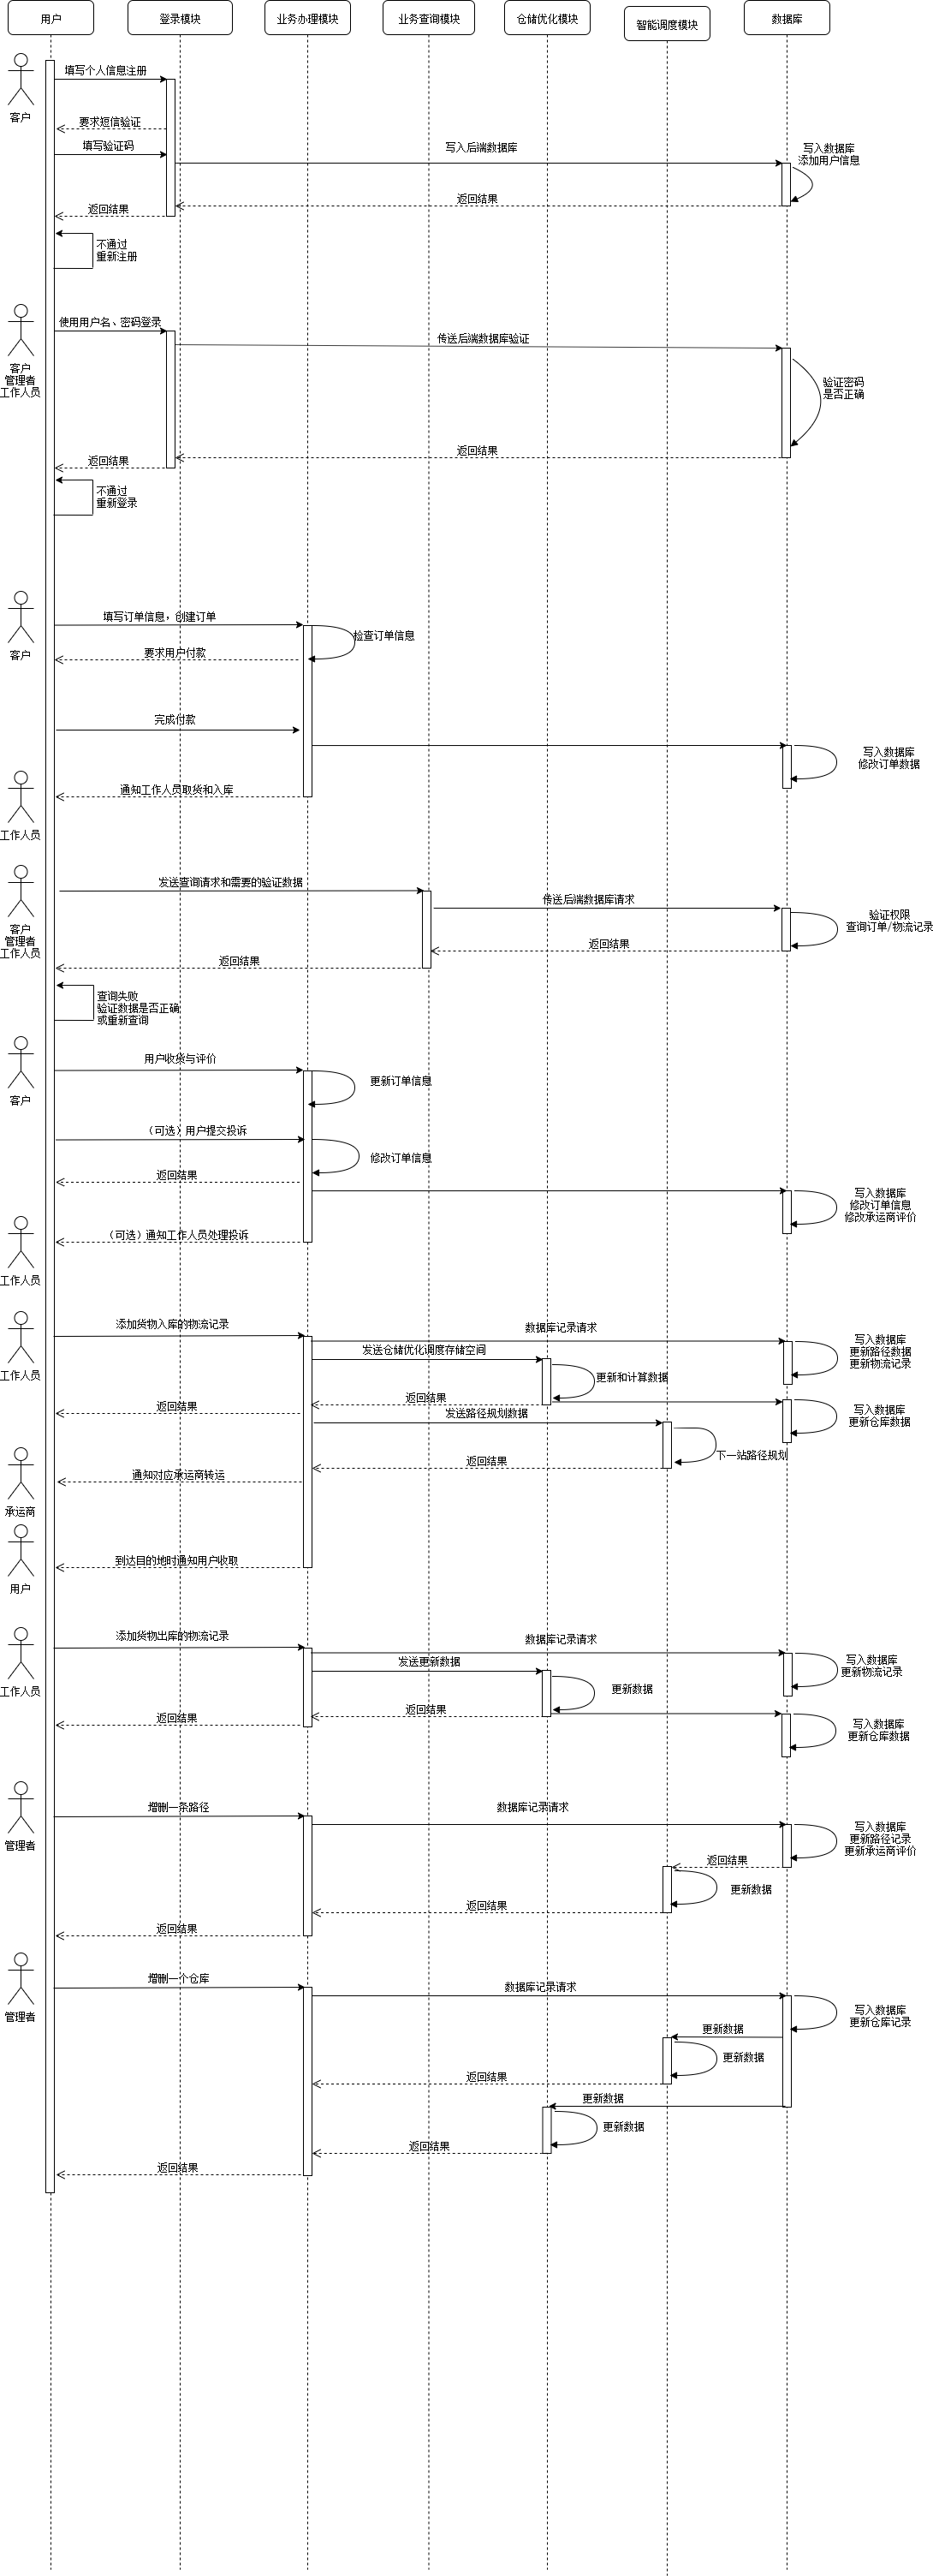 用户
登录模块
业务办理模块
业务查询模块
仓储优化模块
智能调度模块
数据库
客户
填写个人信息注册
要求短信验证
填写验证码
写入后端数据库
写入数据库
添加用户信息
返回结果
返回结果
不通过
重新注册
客户
管理者
工作人员
使用用户名、密码登录
传送后端数据库验证
验证密码
是否正确
返回结果
返回结果
不通过
重新登录
客户
填写订单信息，创建订单
检查订单信息
要求用户付款
完成付款
写入数据库
修改订单数据
工作人员
通知工作人员取货和入库
客户
管理者
工作人员
发送查询请求和需要的验证数据
传送后端数据库请求
验证权限
查询订单/物流记录
返回结果
返回结果
查询失败
验证数据是否正确
或重新查询
客户
用户收货与评价
更新订单信息
（可选）用户提交投诉
修改订单信息
返回结果
写入数据库
修改订单信息
修改承运商评价
工作人员
（可选）通知工作人员处理投诉
工作人员
添加货物入库的物流记录
数据库记录请求
写入数据库
更新路径数据
更新物流记录
发送仓储优化调度存储空间
更新和计算数据
返回结果
返回结果
写入数据库
更新仓库数据
发送路径规划数据
下一站路径规划
返回结果
承运商
通知对应承运商转运
用户
到达目的地时通知用户收取
工作人员
添加货物出库的物流记录
数据库记录请求
写入数据库
更新物流记录
发送更新数据
更新数据
返回结果
返回结果
写入数据库
更新仓库数据
管理者
增删一条路径
数据库记录请求
写入数据库
更新路径记录
更新承运商评价
返回结果
更新数据
返回结果
返回结果
管理者
增删一个仓库
数据库记录请求
写入数据库
更新仓库记录
更新数据
更新数据
返回结果
更新数据
更新数据
返回结果
返回结果